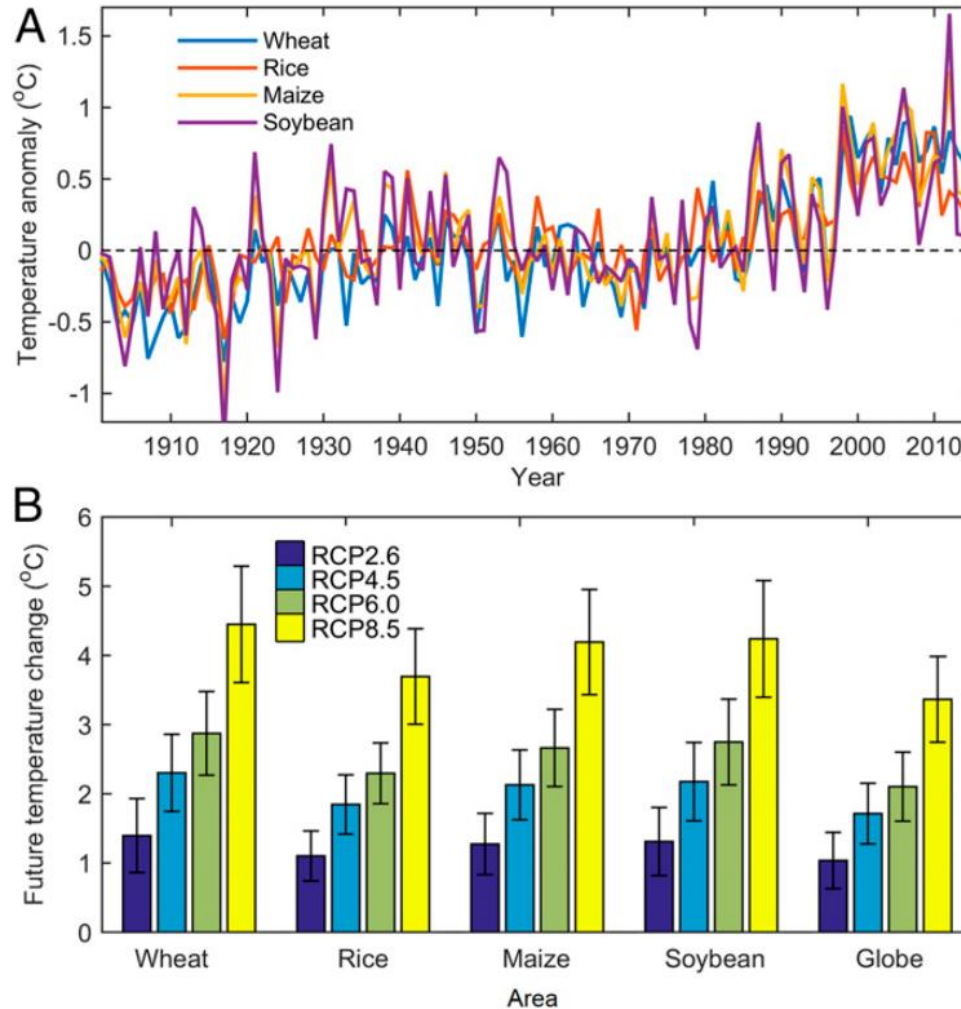 A
Temperature anomaly (°C)
1.5
1
0.5
0
-0.5
-1
Wheat
Rice
Maize
Soybean
1910 1920 1930 1940 1950 1960 1970 1980 1990 2000 2010
Year
B
Future temperature change (°C)
6
5
4
3
2
1
0
RCP2.6
RCP4.5
RCP6.0
RCP8.5
Wheat Rice Maize Soybean Globe
Area